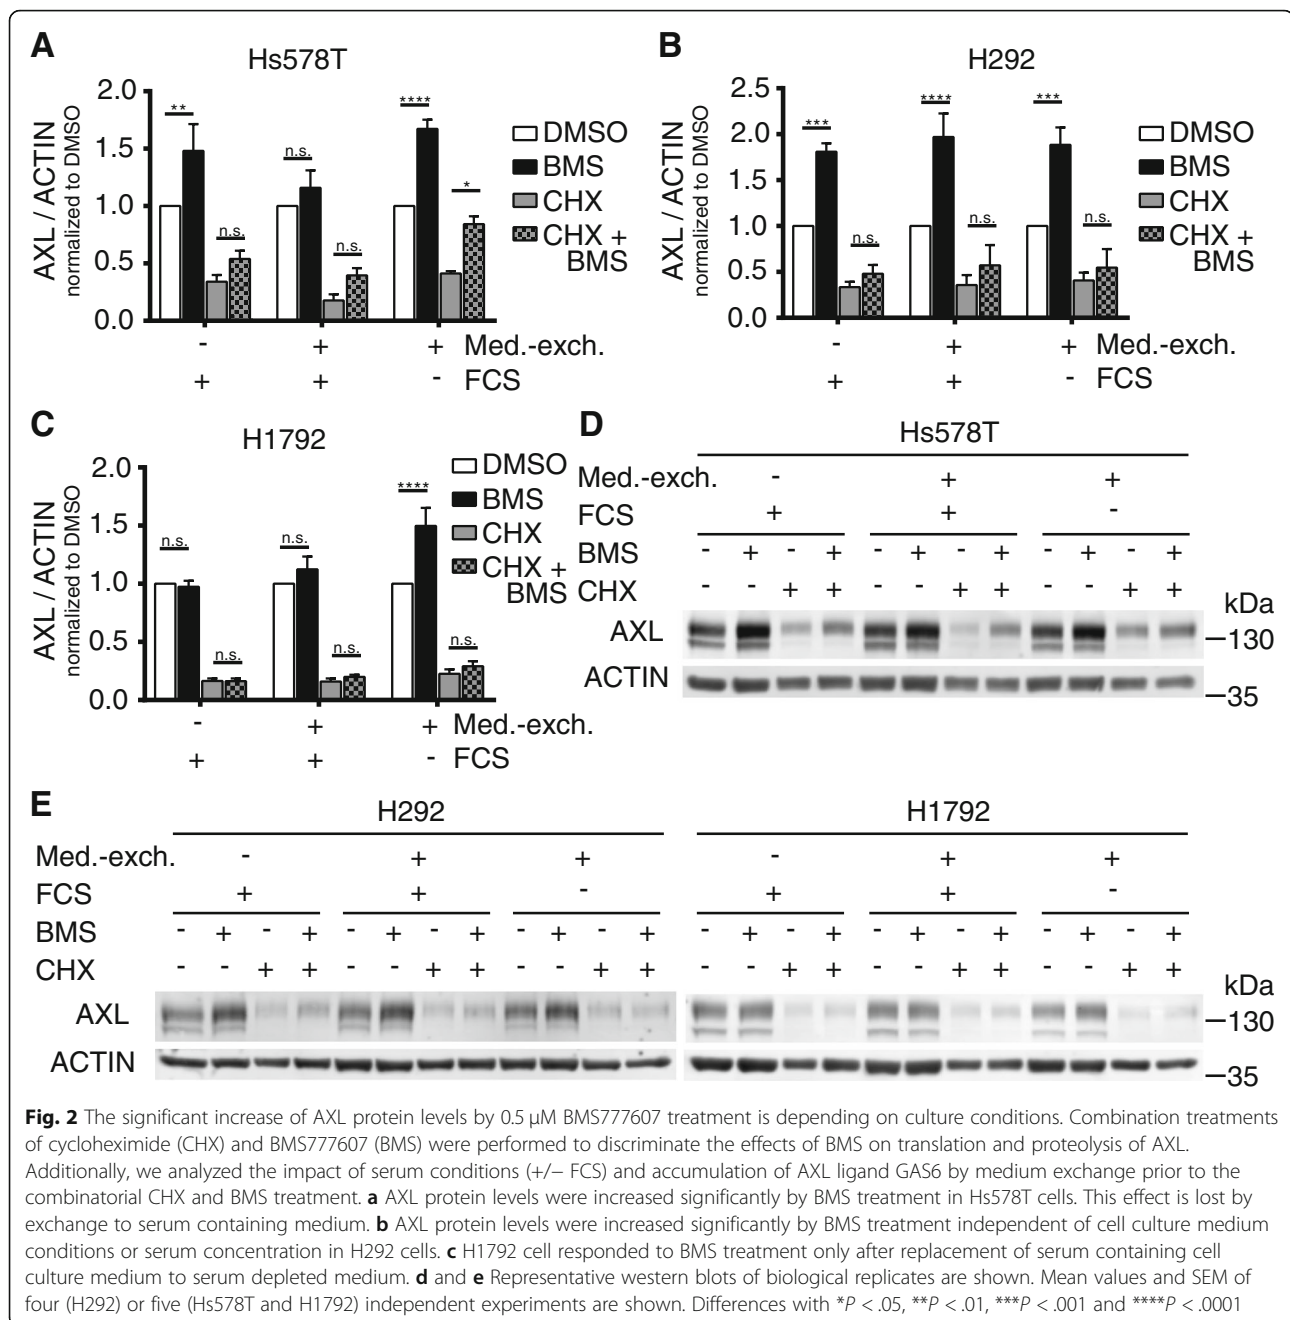 A
Hs578T
AXL / ACTIN
normalized to DMSO
2.0
1.5
1.0
0.5
0.0
** n.s. n.s. n.s. **** *
DMSO
BMS
CHX
CHX +
BMS
- + + Med.-exch.
+ + - FCS
B
H292
AXL / ACTIN
normalized to DMSO
2.5
2.0
1.5
1.0
0.5
0.0
*** n.s. **** n.s. *** n.s.
DMSO
BMS
CHX
CHX +
BMS
- + + Med.-exch.
+ + - FCS
C
H1792
AXL / ACTIN
normalized to DMSO
2.0
1.5
1.0
0.5
0.0
n.s. n.s. n.s. n.s. **** n.s.
DMSO
BMS
CHX
CHX +
BMS
- + + Med.-exch.
+ + - FCS
D
Hs578T
Med.-exch. - + +
FCS + + -
BMS - + - + - + - + - + - +
CHX - - + + - - + + - - + +
kDa
AXL
130
ACTIN
35
E
H292 H1792
Med.-exch. - + + - + +
FCS + + - + + -
BMS - + - + - + - + - + - + - + - + - + - + - + - +
CHX - - + + - - + + - - + + - - + + - - + + - - + +
kDa
AXL
130
ACTIN
35
Fig. 2 The significant increase of AXL protein levels by 0.5 μM BMS777607 treatment is depending on culture conditions. Combination treatments
of cycloheximide (CHX) and BMS777607 (BMS) were performed to discriminate the effects of BMS on translation and proteolysis of AXL.
Additionally, we analyzed the impact of serum conditions (+/− FCS) and accumulation of AXL ligand GAS6 by medium exchange prior to the
combinatorial CHX and BMS treatment. a AXL protein levels were increased significantly by BMS treatment in Hs578T cells. This effect is lost by
exchange to serum containing medium. b AXL protein levels were increased significantly by BMS treatment independent of cell culture medium
conditions or serum concentration in H292 cells. c H1792 cell responded to BMS treatment only after replacement of serum containing cell
culture medium to serum depleted medium. d and e Representative western blots of biological replicates are shown. Mean values and SEM of
four (H292) or five (Hs578T and H1792) independent experiments are shown. Differences with *P < .05, **P < .01, ***P < .001 and ****P < .0001